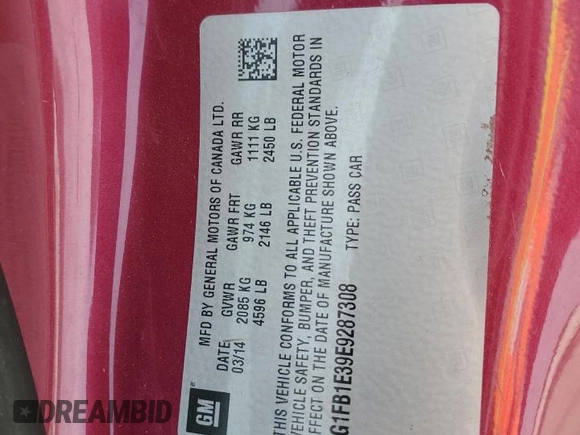 GM
MFD BY GENERAL MOTORS OF CANADA LTD.
DATE GVWR GAWR FRT GAWR RR
03/14 2085 KG 974 KG 1111 KG
4596 LB 2146 LB 2450 LB
THIS VEHICLE CONFORMS TO ALL APPLICABLE U.S. FEDERAL MOTOR
VEHICLE SAFETY, BUMPER, AND THEFT PREVENTION STANDARDS IN
EFFECT ON THE DATE OF MANUFACTURE SHOWN ABOVE.
G1FB1E39E9287308 TYPE: PASS CAR
DREAMBID